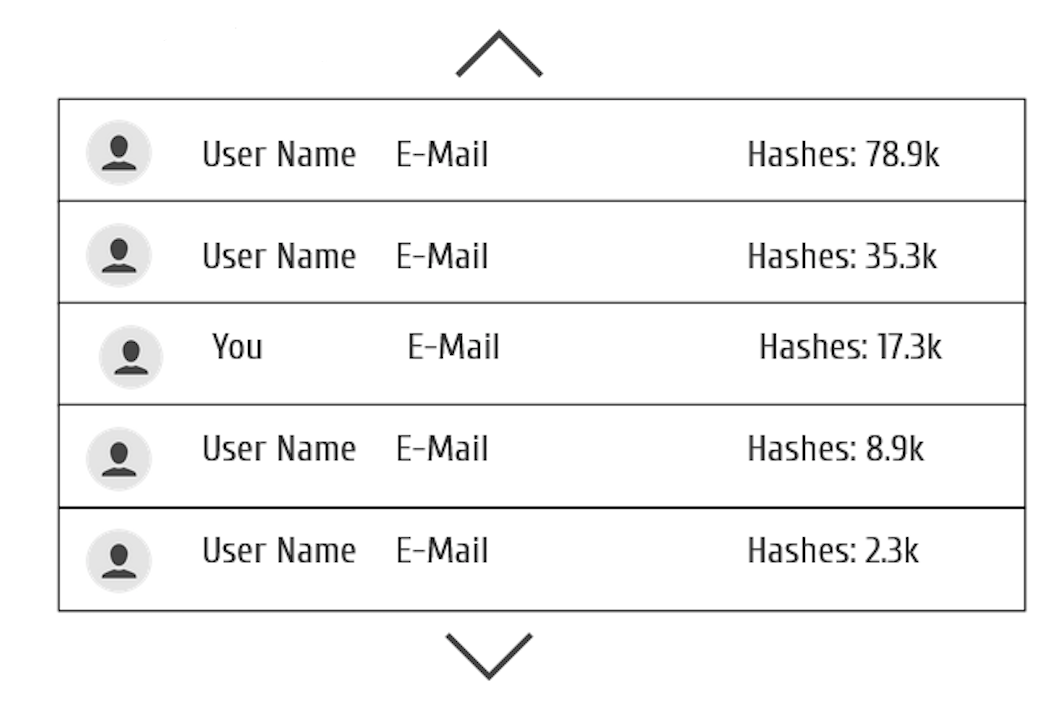 User Name E-Mail Hashes: 78.9k
User Name E-Mail Hashes: 35.3k
You E-Mail Hashes: 17.3k
User Name E-Mail Hashes: 8.9k
User Name E-Mail Hashes: 2.3k